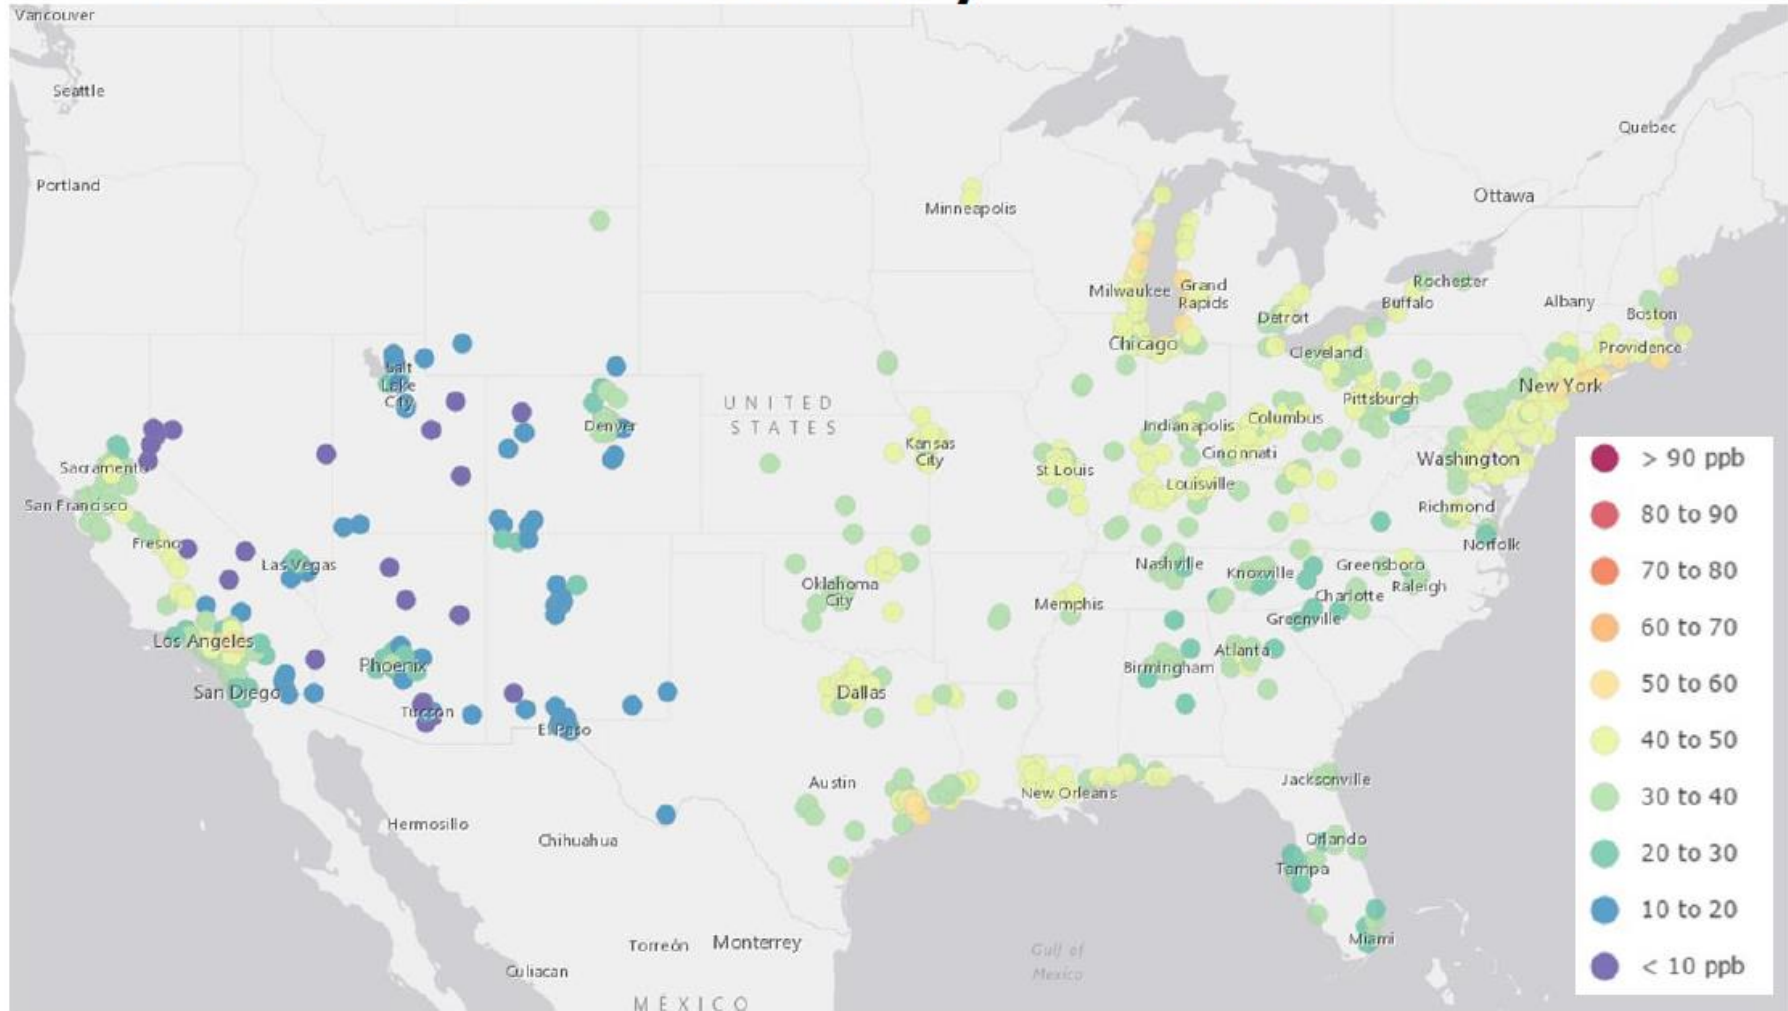 Vancouver
Seattle
Quebec
Portland
Ottawa
Minneapolis
Rochester
Milwaukee
Grand
Rapids
Buffalo
Albany
Detroit
Boston
Chicago
Cleveland
Providence
Salt
Lake
City
New York
UNITED
STATES
Pittsburgh
Denver
Indianapolis
Columbus
Kansas
City
Cincinnati
Washington
> 90 ppb
Sacramento
St Louis
Louisville
San Francisco
Richmond
80 to 90
Fresno
Norfolk
Las Vegas
Nashville
Knoxville
Greensboro
70 to 80
Oklahoma
City
Raleigh
Memphis
Charlotte
Greenville
60 to 70
Los Angeles
Phoenix
Birmingham
Atlanta
San Diego
Dallas
50 to 60
Tucson
El Paso
40 to 50
Austin
New Orleans
Jacksonville
30 to 40
Hermosillo
Chihuahua
Orlando
20 to 30
Tampa
10 to 20
Torreón
Monterrey
Miami
Gulf of
Mexico
Culiacan
< 10 ppb
MÉXICO